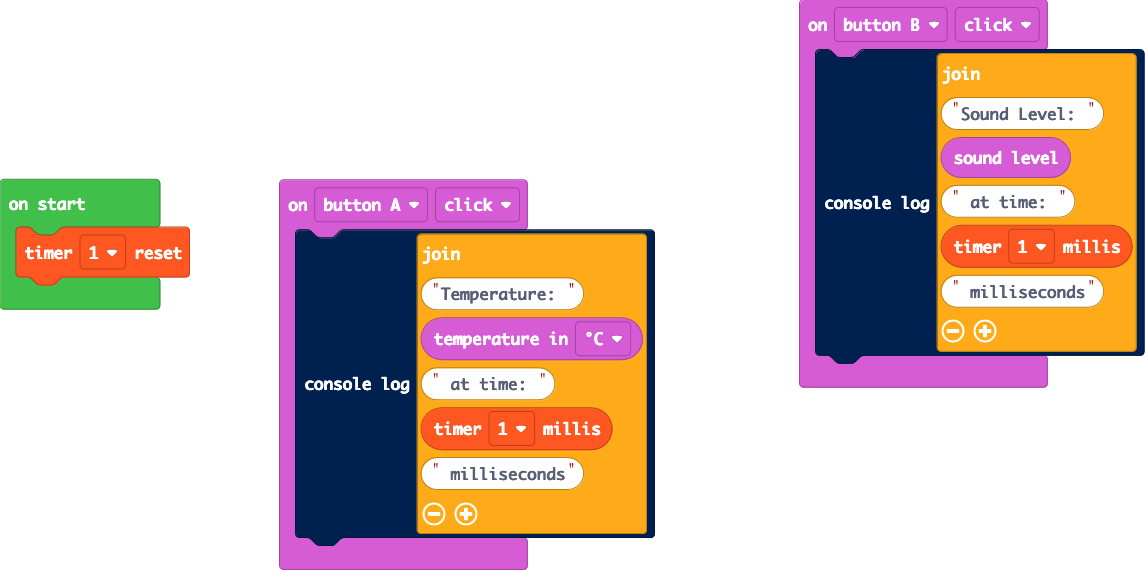 on start
timer 1 reset
on button A click
console log
join
"Temperature: "
temperature in °C
" at time: "
timer 1 millis
" milliseconds"
on button B click
console log
join
"Sound Level: "
sound level
" at time: "
timer 1 millis
" milliseconds"